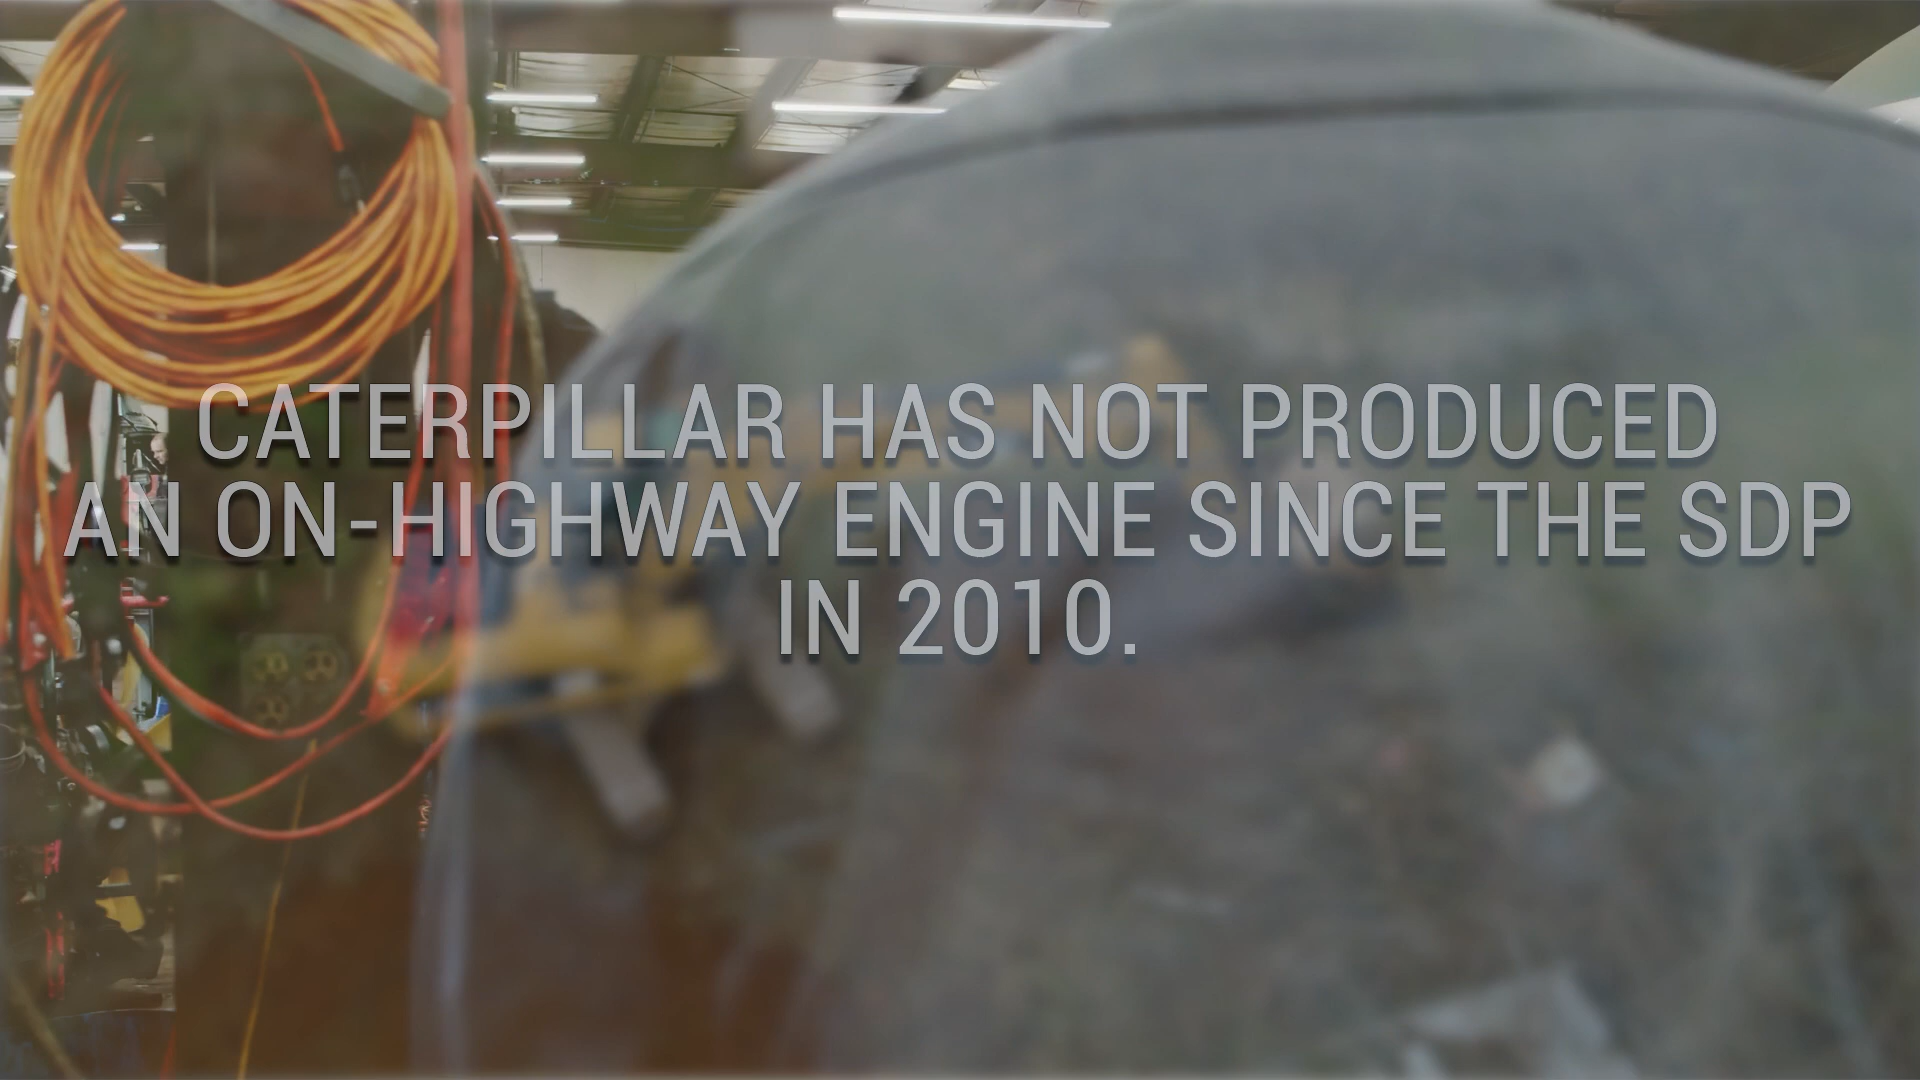 CATERPILLAR HAS NOT PRODUCED
AN ON-HIGHWAY ENGINE SINCE THE SDP
IN 2010.